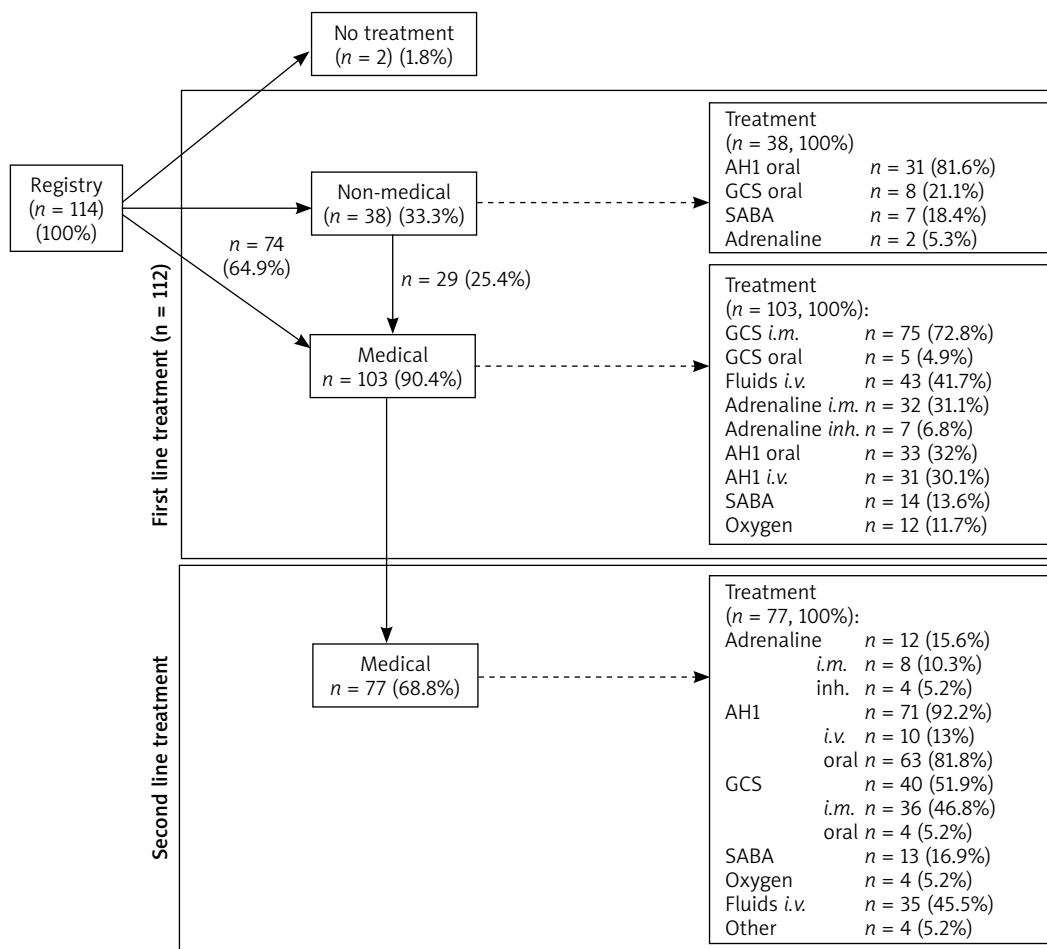 No treatment
(n = 2) (1.8%)
Registry
(n = 114)
(100%)
Non-medical
(n = 38) (33.3%)
n = 74
(64.9%)
n = 29 (25.4%)
Medical
n = 103 (90.4%)
First line treatment (n = 112)
Treatment
(n = 38, 100%)
AH1 oral n = 31 (81.6%)
GCS oral n = 8 (21.1%)
SABA n = 7 (18.4%)
Adrenaline n = 2 (5.3%)
Treatment
(n = 103, 100%):
GCS i.m. n = 75 (72.8%)
GCS oral n = 5 (4.9%)
Fluids i.v. n = 43 (41.7%)
Adrenaline i.m. n = 32 (31.1%)
Adrenaline inh. n = 7 (6.8%)
AH1 oral n = 33 (32%)
AH1 i.v. n = 31 (30.1%)
SABA n = 14 (13.6%)
Oxygen n = 12 (11.7%)
Second line treatment
Medical
n = 77 (68.8%)
Treatment
(n = 77, 100%):
Adrenaline n = 12 (15.6%)
i.m. n = 8 (10.3%)
inh. n = 4 (5.2%)
AH1 n = 71 (92.2%)
i.v. n = 10 (13%)
oral n = 63 (81.8%)
GCS n = 40 (51.9%)
i.m. n = 36 (46.8%)
oral n = 4 (5.2%)
SABA n = 13 (16.9%)
Oxygen n = 4 (5.2%)
Fluids i.v. n = 35 (45.5%)
Other n = 4 (5.2%)